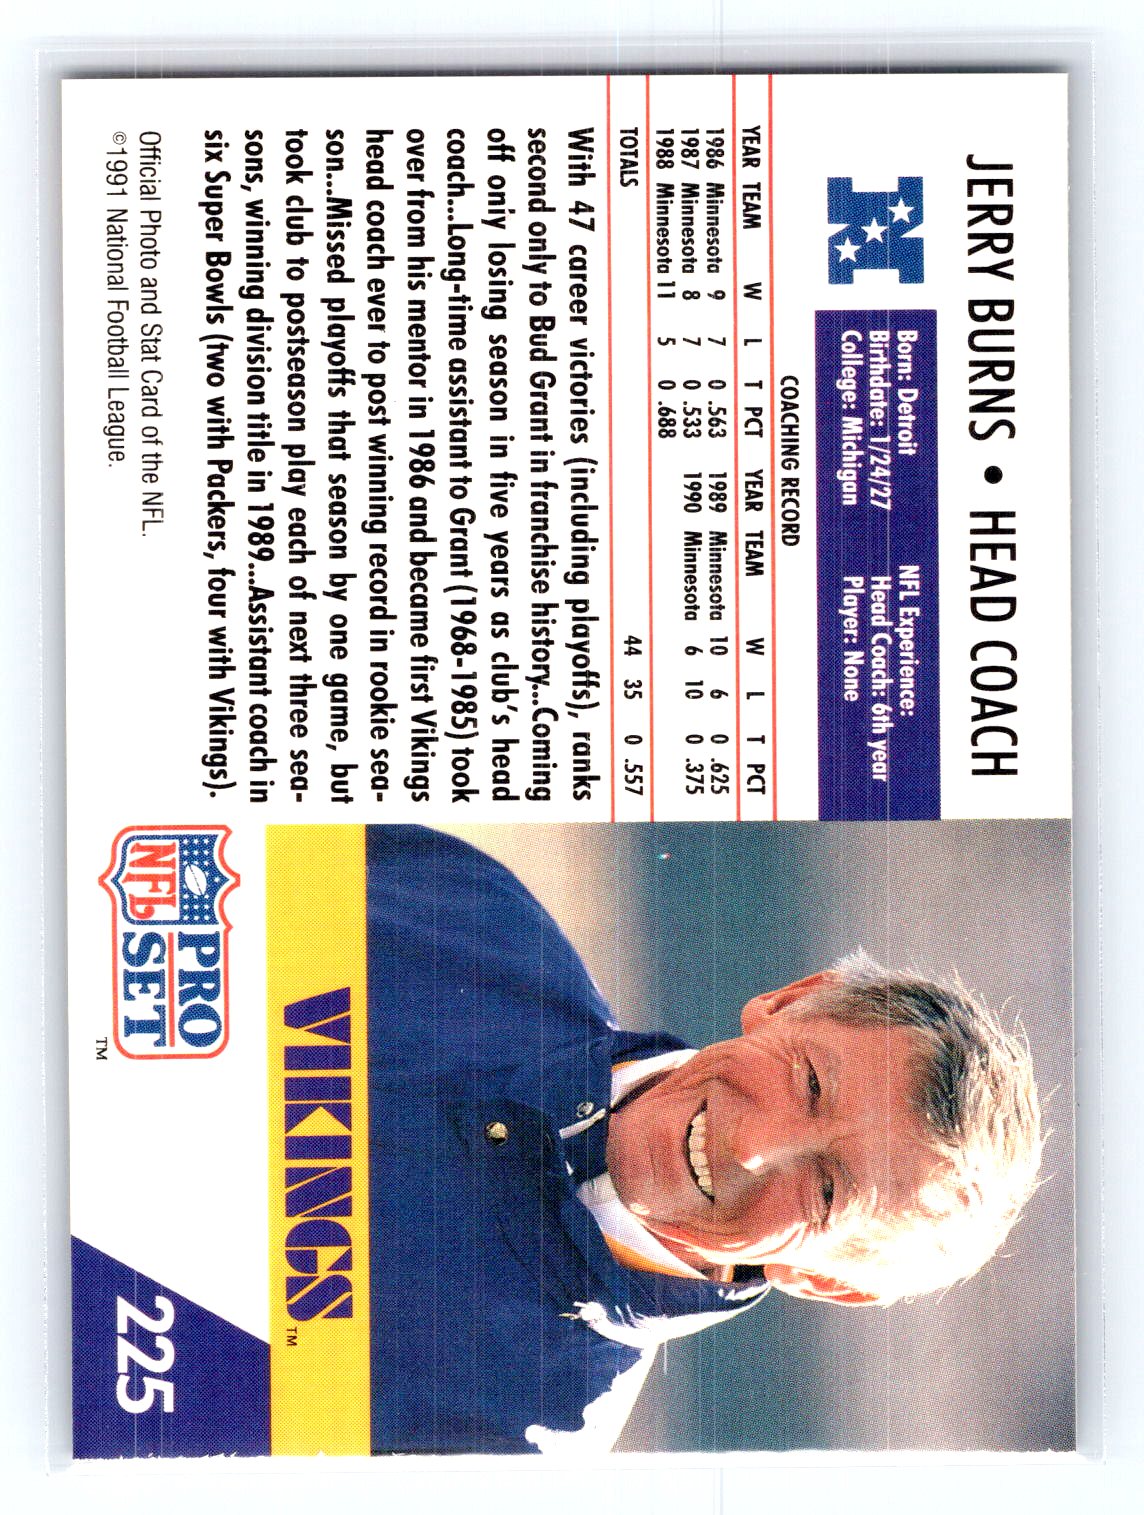 JERRY BURNS • HEAD COACH
N
Born: Detroit
Birthdate: 1/24/27
College: Michigan
NFL Experience:
Head Coach: 6th year
Player: None
COACHING RECORD
YEAR TEAM W L T PCT YEAR TEAM W L T PCT
1986 Minnesota 9 7 0 .563 1989 Minnesota 10 6 0 .625
1987 Minnesota 8 7 0 .533 1990 Minnesota 6 10 0 .375
1988 Minnesota 11 5 0 .688
TOTALS 44 35 0 .557
With 47 career victories (including playoffs), ranks
second only to Bud Grant in franchise history...Coming
off only losing season in five years as club's head
coach...Long-time assistant to Grant (1968-1985) took
over from his mentor in 1986 and became first Vikings
head coach ever to post winning record in rookie sea-
son...Missed playoffs that season by one game, but
took club to postseason play each of next three sea-
sons, winning division title in 1989...Assistant coach in
six Super Bowls (two with Packers, four with Vikings).
Official Photo and Stat Card of the NFL.
©1991 National Football League.
VIKINGS™
NFL PRO SET™
225